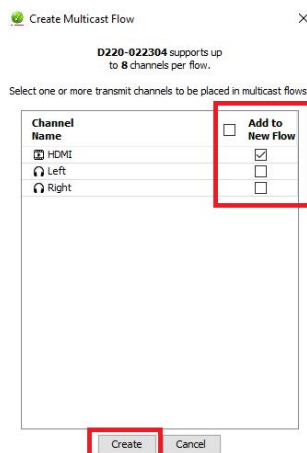 Create Multicast Flow
D220-022304 supports up
to 8 channels per flow.
Select one or more transmit channels to be placed in multicast flows
Channel Name
Add to New Flow
HDMI
Left
Right
Create Cancel